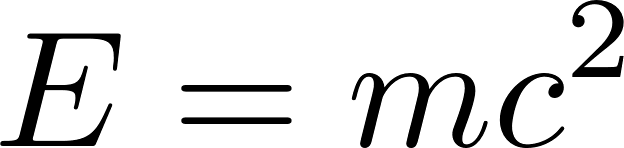 E = mc²